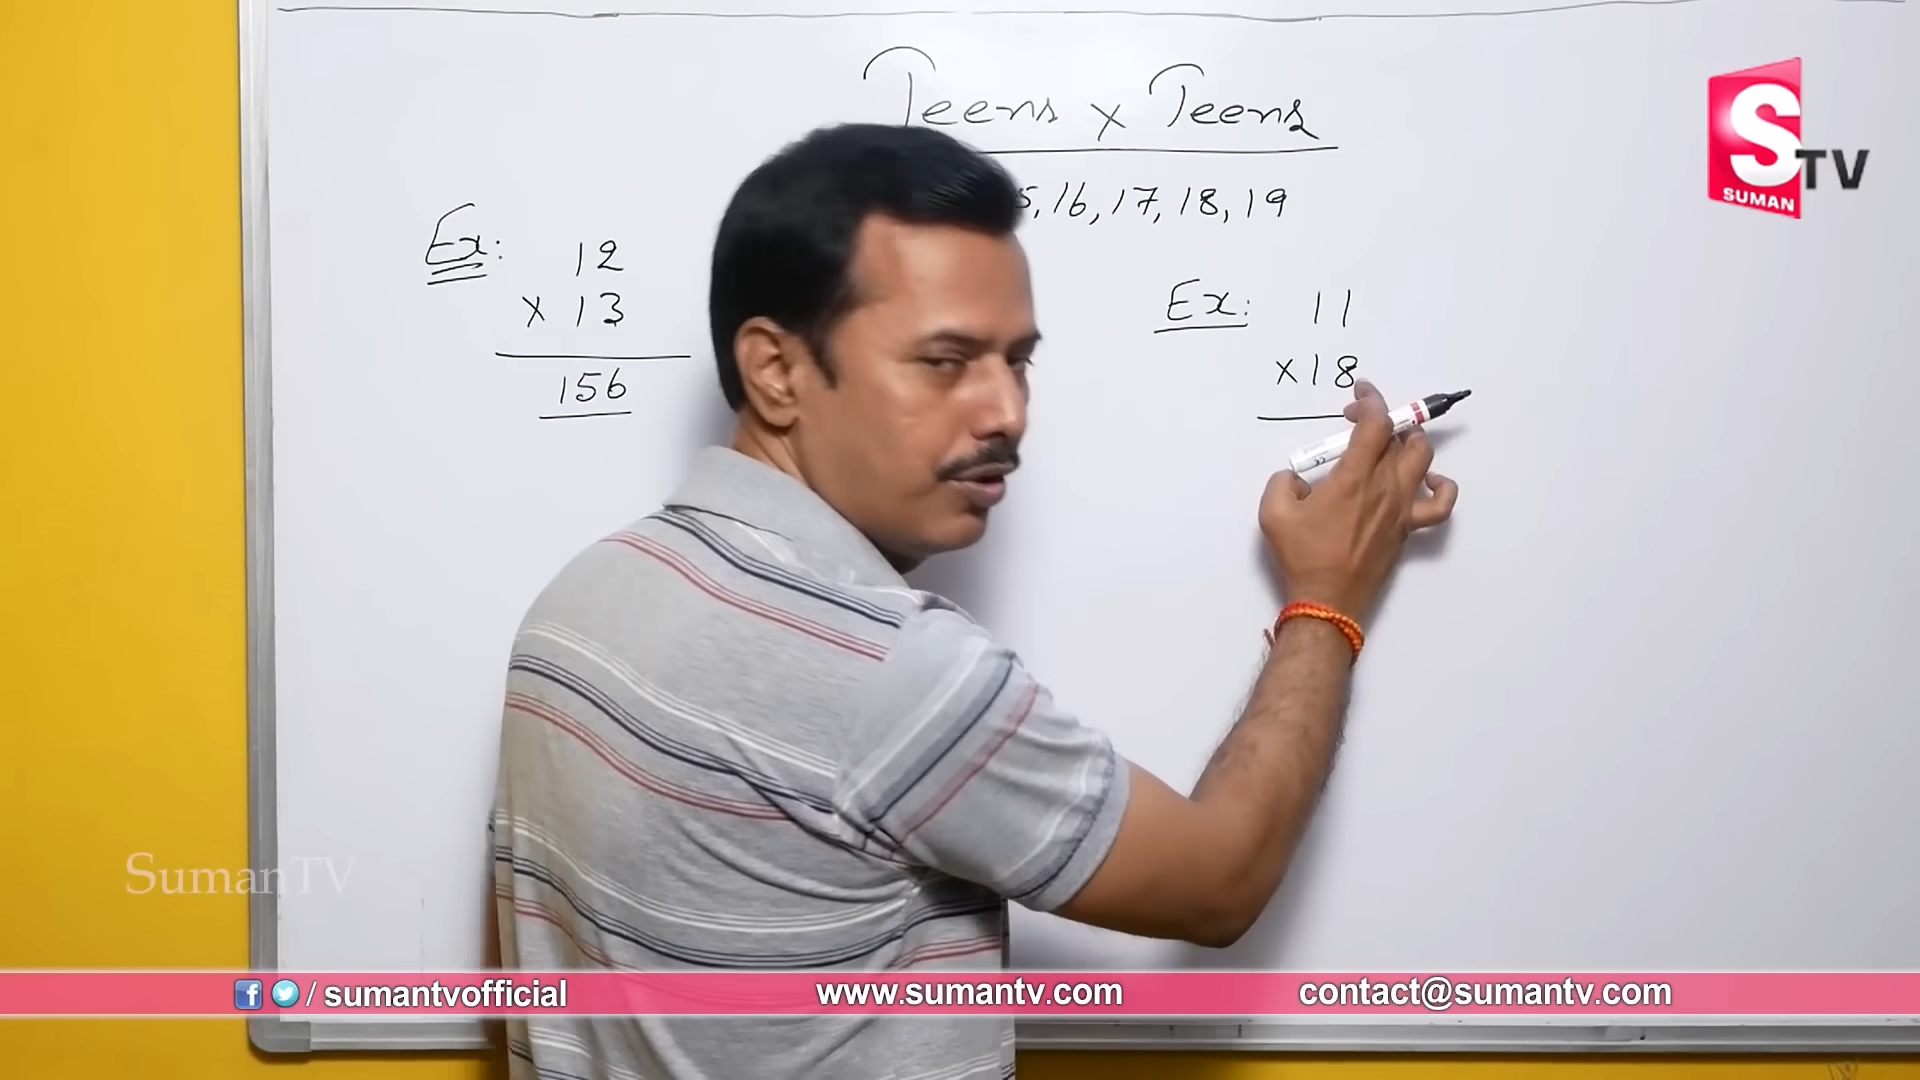 Teens x Teens
5, 16, 17, 18, 19
Ex: 12
x 13
156
Ex: 11
x 18
S TV
SUMAN
SumanTV
/ sumantvofficial
www.sumantv.com
contact@sumantv.com